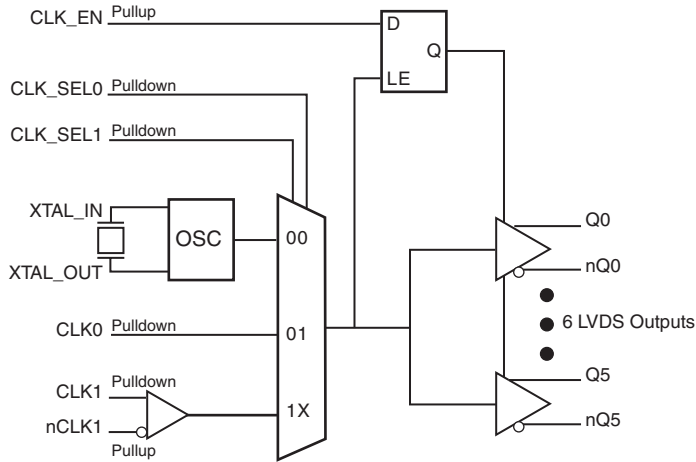 CLK_EN Pullup
D
Q
LE
CLK_SEL0 Pulldown
CLK_SEL1 Pulldown
XTAL_IN
OSC
XTAL_OUT
00
CLK0 Pulldown
01
CLK1 Pulldown
nCLK1
Pullup
1X
Q0
nQ0
6 LVDS Outputs
Q5
nQ5